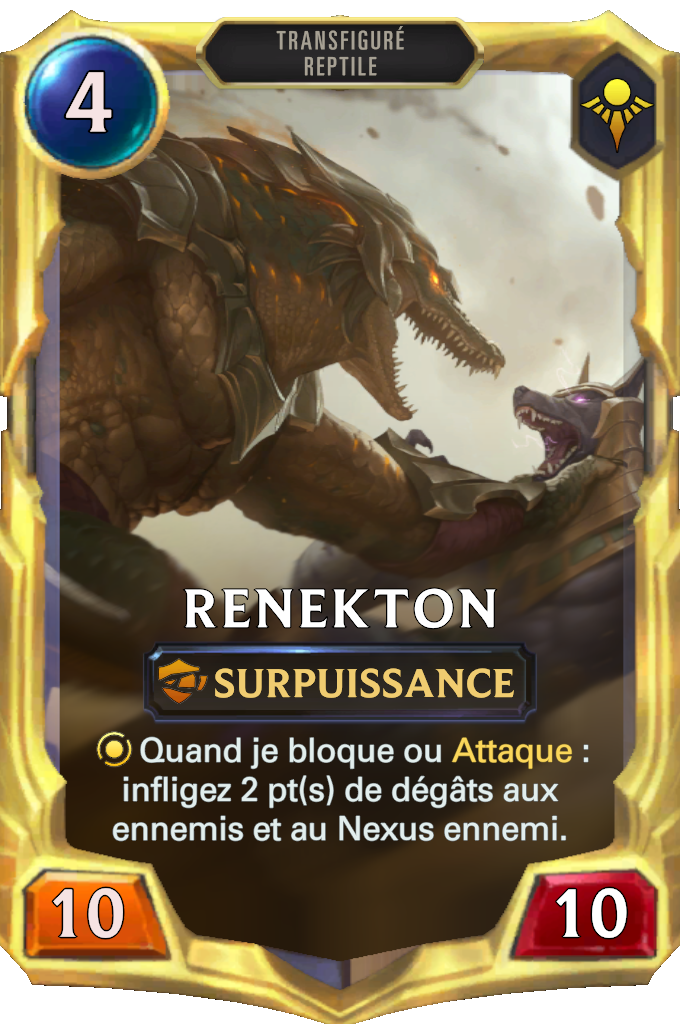 TRANSFIGURÉ
REPTILE
4
RENEKTON
SURPUISSANCE
Quand je bloque ou Attaque :
infligez 2 pt(s) de dégâts aux
ennemis et au Nexus ennemi.
10
10